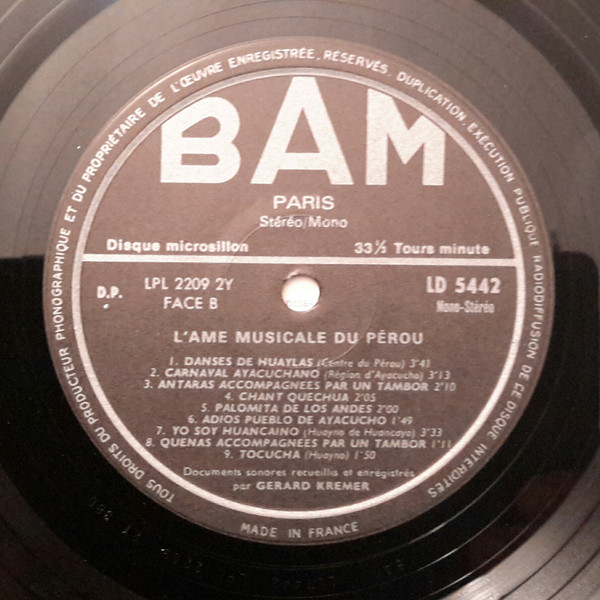 TOUS DROITS DU PRODUCTEUR PHONOGRAPHIQUE ET DU PROPRIÉTAIRE DE L'ŒUVRE ENREGISTRÉE, RÉSERVÉS. DUPLICATION, EXÉCUTION PUBLIQUE RADIODIFFUSION DE CE DISQUE INTERDITES
BAM
PARIS
Stéréo/Mono
Disque microsillon 33⅓ Tours minute
D.P. LPL 2209 2Y LD 5442
FACE B Mono-Stéréo
L'AME MUSICALE DU PÉROU
1. DANSES DE HUAYLAS (Centre du Pérou) 3'41
2. CARNAVAL AYACUCHANO (Région d'Ayacucho) 3'13
3. ANTARAS ACCOMPAGNEES PAR UN TAMBOR 2'10
4. CHANT QUECHUA 2'05
5. PALOMITA DE LOS ANDES 2'00
6. ADIOS PUEBLO DE AYACUCHO 1'49
7. YO SOY HUANCAINO (Huayno de Huancayo) 3'33
8. QUENAS ACCOMPAGNÉES PAR UN TAMBOR 1'11
9. TOCUCHA (Huayno) 1'50
Documents sonores recueillis et enregistrés
par GERARD KREMER
MADE IN FRANCE